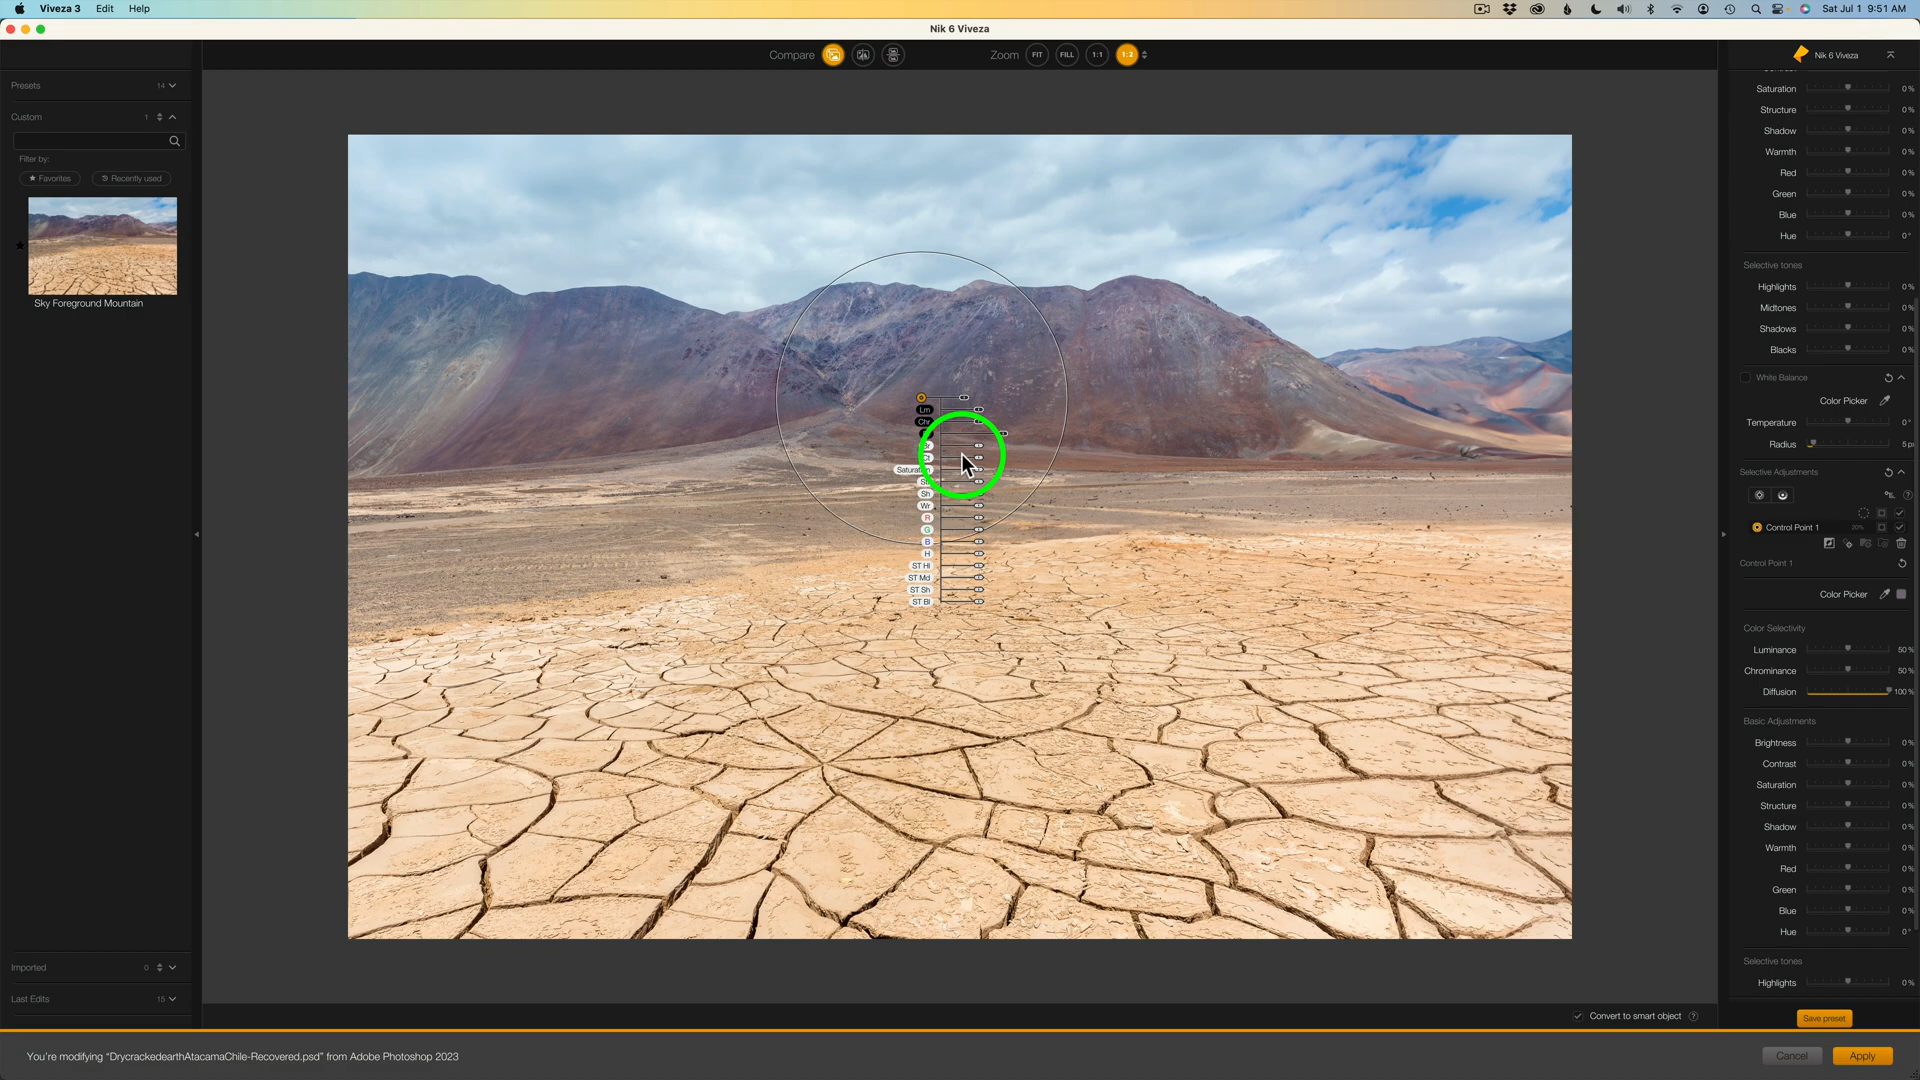 Viveza 3 Edit Help
Sat Jul 1 9:51 AM
Nik 6 Viveza
Compare
Zoom FIT FILL 1:1 1:2
Nik 6 Viveza
Presets 14
Custom 1
Filter by:
Favorites Recently used
Sky Foreground Mountain
Imported 0
Last Edits 15
Lm
Ct
Sh
Wr
R
G
B
H
ST Hl
ST Md
ST Sh
ST Bl
Saturation 0%
Structure 0%
Shadow 0%
Warmth 0%
Red 0%
Green 0%
Blue 0%
Hue 0°
Selective tones
Highlights 0%
Midtones 0%
Shadows 0%
Blacks 0%
White Balance
Color Picker
Temperature 0°
Radius 5
Selective Adjustments
Control Point 1 20%
Control Point 1
Color Picker
Color Selectivity
Luminance 50%
Chrominance 50%
Diffusion 100%
Basic Adjustments
Brightness 0%
Contrast 0%
Saturation 0%
Structure 0%
Shadow 0%
Warmth 0%
Red 0%
Green 0%
Blue 0%
Hue 0°
Selective tones
Highlights 0%
Convert to smart object ?
Save preset
You're modifying "DrycrackedearthAtacamaChile-Recovered.psd" from Adobe Photoshop 2023
Cancel Apply